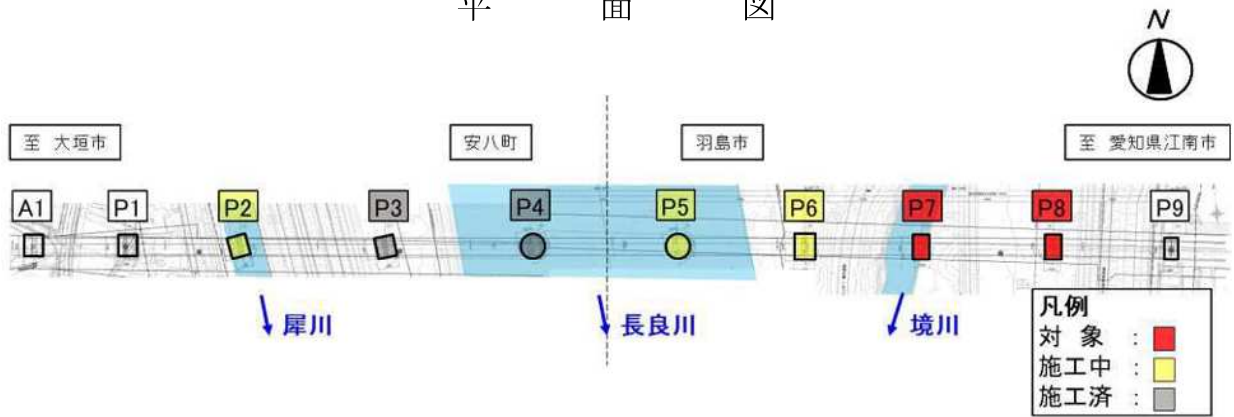 平 面 図
N
至 大垣市
安八町
羽島市
至 愛知県江南市
A1 P1 P2 P3 P4 P5 P6 P7 P8 P9
犀川
長良川
境川
凡例
対 象 :
施工中 :
施工済 :